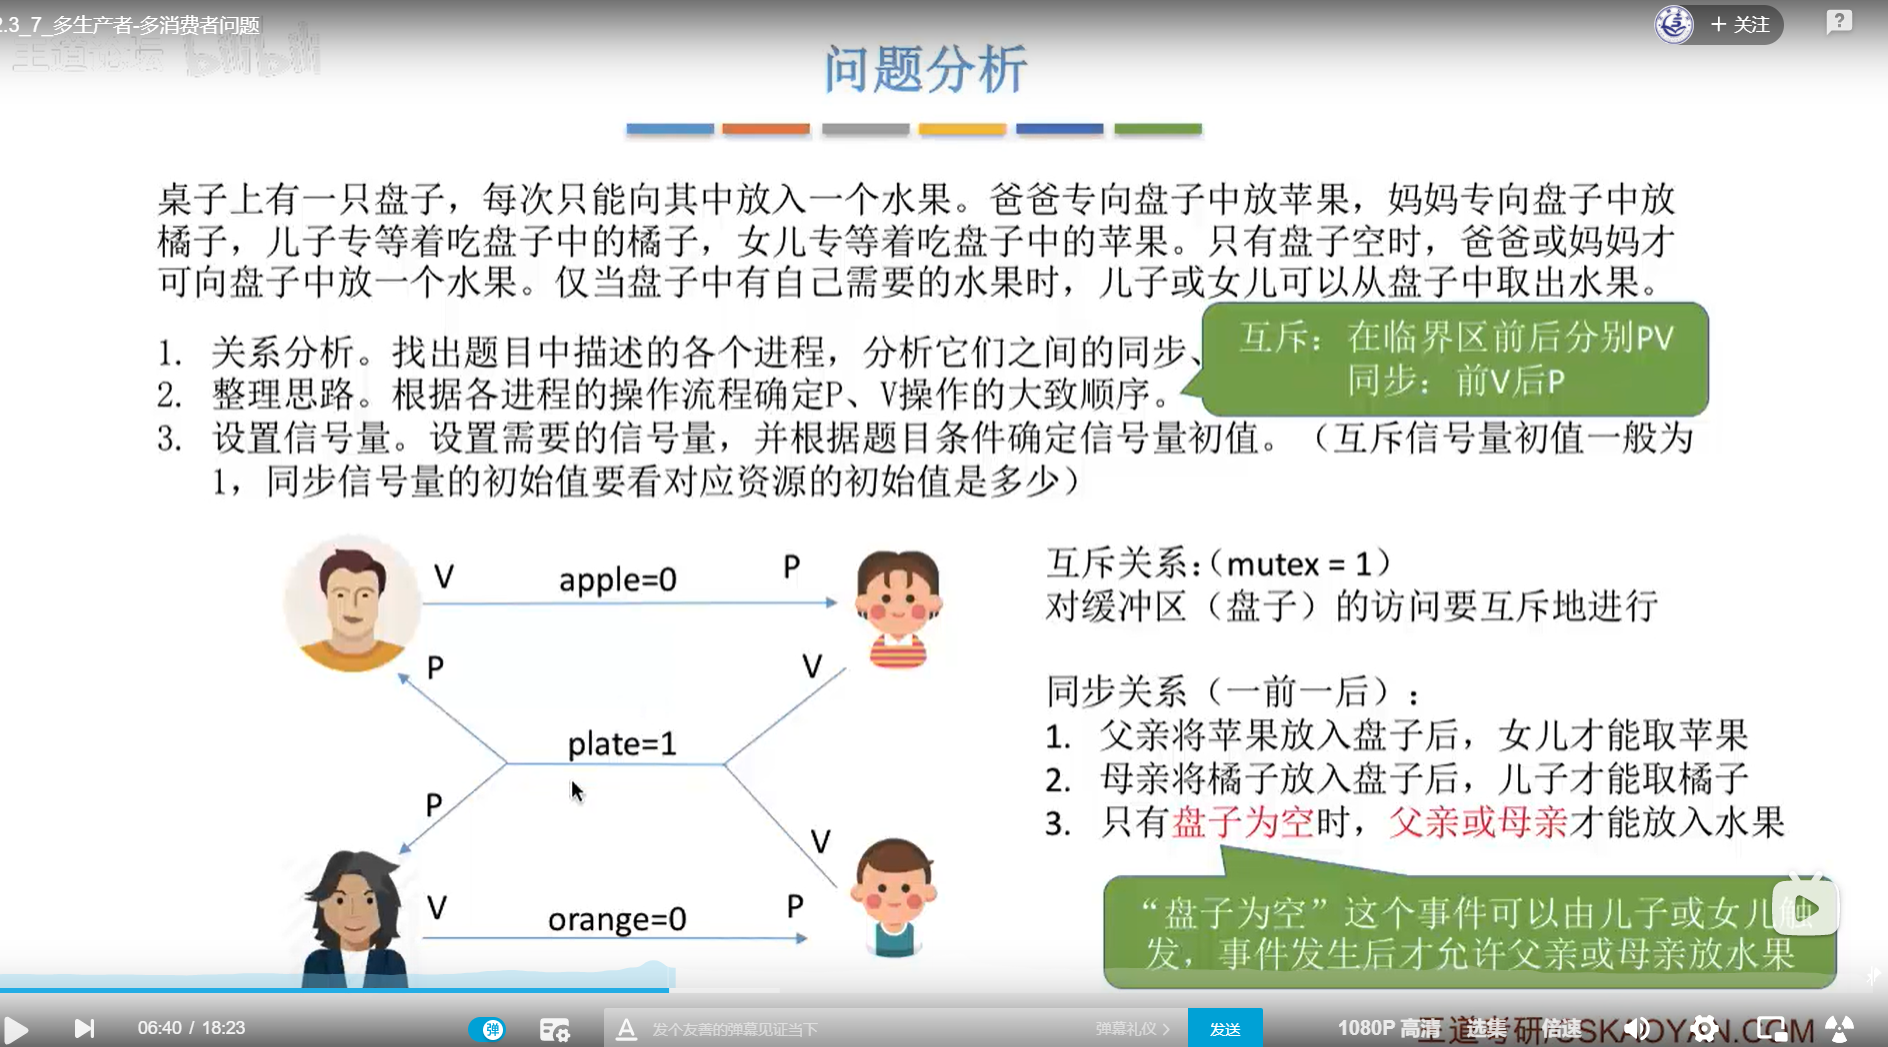 2.3_7_多生产者-多消费者问题
王道论坛 bilibili
关注
问题分析
桌子上有一只盘子，每次只能向其中放入一个水果。爸爸专向盘子中放苹果，妈妈专向盘子中放
橘子，儿子专等着吃盘子中的橘子，女儿专等着吃盘子中的苹果。只有盘子空时，爸爸或妈妈才
可向盘子中放一个水果。仅当盘子中有自己需要的水果时，儿子或女儿可以从盘子中取出水果。
1. 关系分析。找出题目中描述的各个进程，分析它们之间的同步、
2. 整理思路。根据各进程的操作流程确定P、V操作的大致顺序。
互斥：在临界区前后分别PV
同步：前V后P
3. 设置信号量。设置需要的信号量，并根据题目条件确定信号量初值。（互斥信号量初值一般为
1，同步信号量的初始值要看对应资源的初始值是多少）
V apple=0 P
P V
plate=1
P V
V orange=0 P
互斥关系：（mutex = 1）
对缓冲区（盘子）的访问要互斥地进行
同步关系（一前一后）：
1. 父亲将苹果放入盘子后，女儿才能取苹果
2. 母亲将橘子放入盘子后，儿子才能取橘子
3. 只有盘子为空时，父亲或母亲才能放入水果
“盘子为空”这个事件可以由儿子或女儿触
发，事件发生后才允许父亲或母亲放水果
06:40 / 18:23
弹
A
发个友善的弹幕见证当下
弹幕礼仪 >
发送
1080P 高清
选集
倍速
王道考研/CSKAOYAN.COM